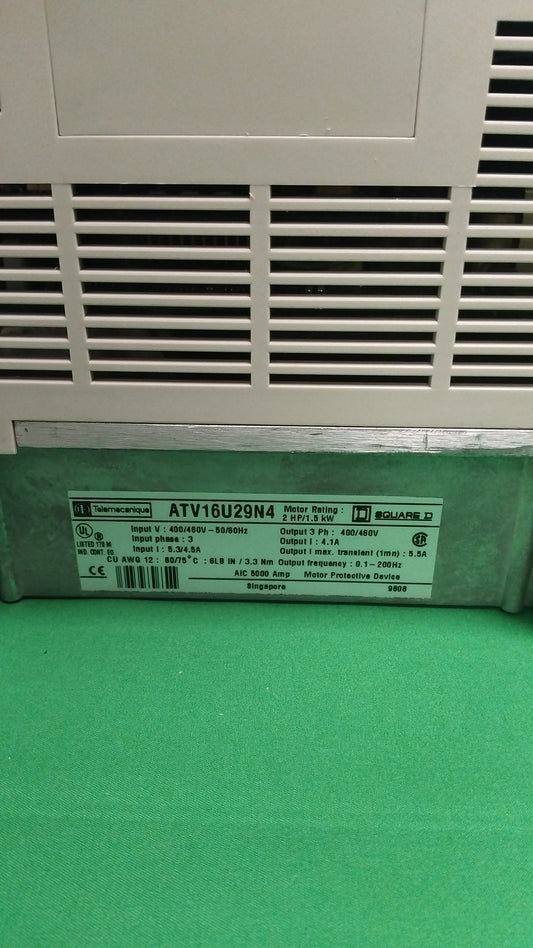 Telemecanique ATV16U29N4 Motor Rating : 2 HP/1.5 kW SQUARE D
UL LISTED 179 M IND. CONT. EQ.
Input V : 400/460V-50/60Hz
Input phase : 3
Input I : 5.3/4.5A
Output 3 Ph : 400/460V
Output I : 4.1A
Output I max. transient (1mn) : 5.5A
CU AWG 12 : 60/75°C : 6LB IN / 3.3 Nm Output frequency : 0.1-200Hz
CE AIC 5000 Amp Motor Protective Device
Singapore 9608